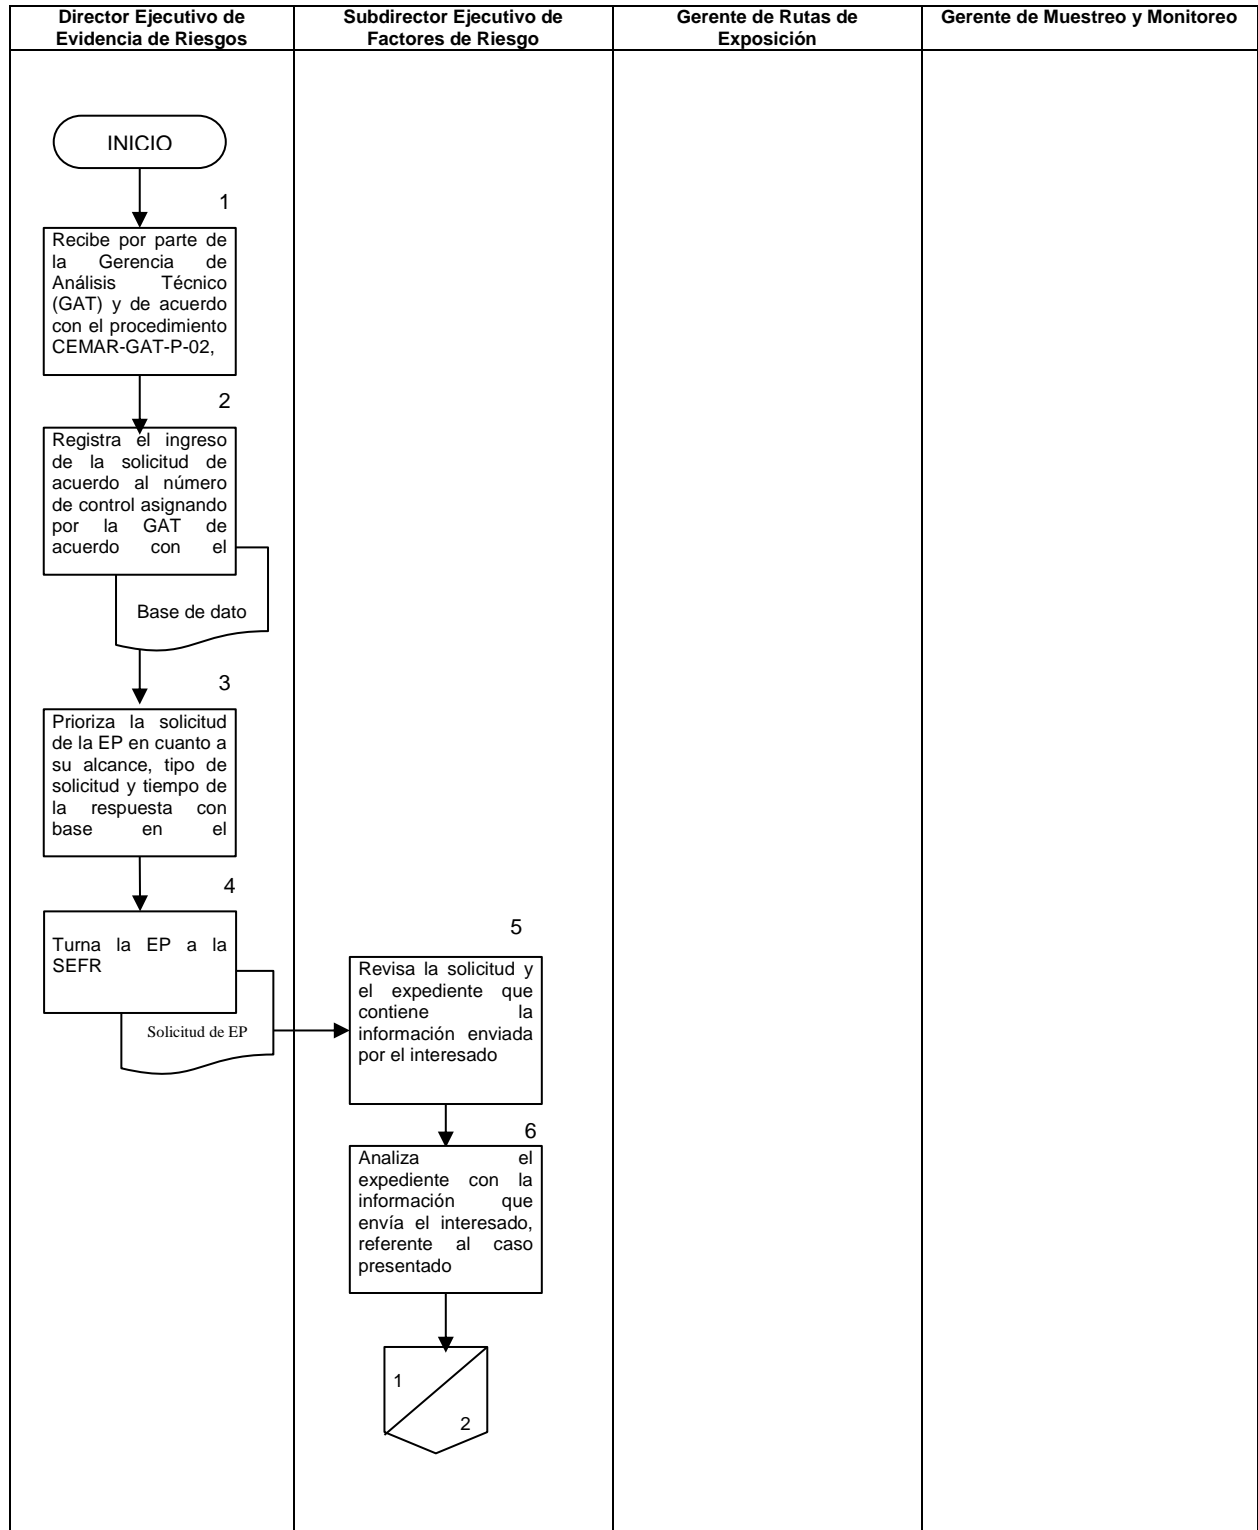 Director Ejecutivo de
Evidencia de Riesgos
Subdirector Ejecutivo de
Factores de Riesgo
Gerente de Rutas de
Exposición
Gerente de Muestreo y Monitoreo
INICIO
1
Recibe por parte de
la Gerencia de
Análisis Técnico
(GAT) y de acuerdo
con el procedimiento
CEMAR-GAT-P-02,
2
Registra el ingreso
de la solicitud de
acuerdo al número
de control asignando
por la GAT de
acuerdo con el
Base de dato
3
Prioriza la solicitud
de la EP en cuanto a
su alcance, tipo de
solicitud y tiempo de
la respuesta con
base en el
4
Turna la EP a la
SEFR
Solicitud de EP
5
Revisa la solicitud y
el expediente que
contiene la
información enviada
por el interesado
6
Analiza el
expediente con la
información que
envía el interesado,
referente al caso
presentado
1
2